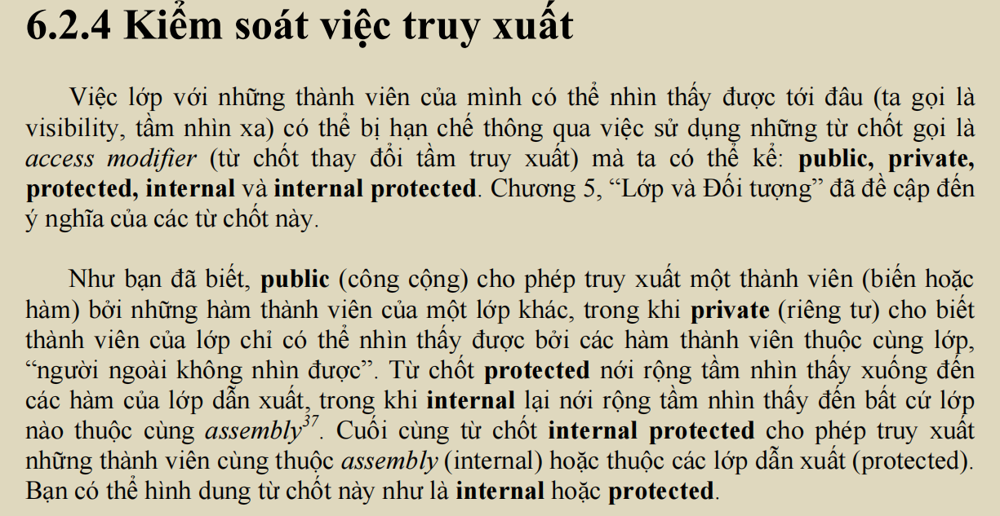 6.2.4 Kiểm soát việc truy xuất
Việc lớp với những thành viên của mình có thể nhìn thấy được tới đâu (ta gọi là
visibility, tầm nhìn xa) có thể bị hạn chế thông qua việc sử dụng những từ chốt gọi là
access modifier (từ chốt thay đổi tầm truy xuất) mà ta có thể kể: public, private,
protected, internal và internal protected. Chương 5, “Lớp và Đối tượng” đã đề cập đến
ý nghĩa của các từ chốt này.
Như bạn đã biết, public (công cộng) cho phép truy xuất một thành viên (biến hoặc
hàm) bởi những hàm thành viên của một lớp khác, trong khi private (riêng tư) cho biết
thành viên của lớp chỉ có thể nhìn thấy được bởi các hàm thành viên thuộc cùng lớp,
“người ngoài không nhìn được”. Từ chốt protected nới rộng tầm nhìn thấy xuống đến
các hàm của lớp dẫn xuất, trong khi internal lại nới rộng tầm nhìn thấy đến bất cứ lớp
nào thuộc cùng assembly37. Cuối cùng từ chốt internal protected cho phép truy xuất
những thành viên cùng thuộc assembly (internal) hoặc thuộc các lớp dẫn xuất (protected).
Bạn có thể hình dung từ chốt này như là internal hoặc protected.